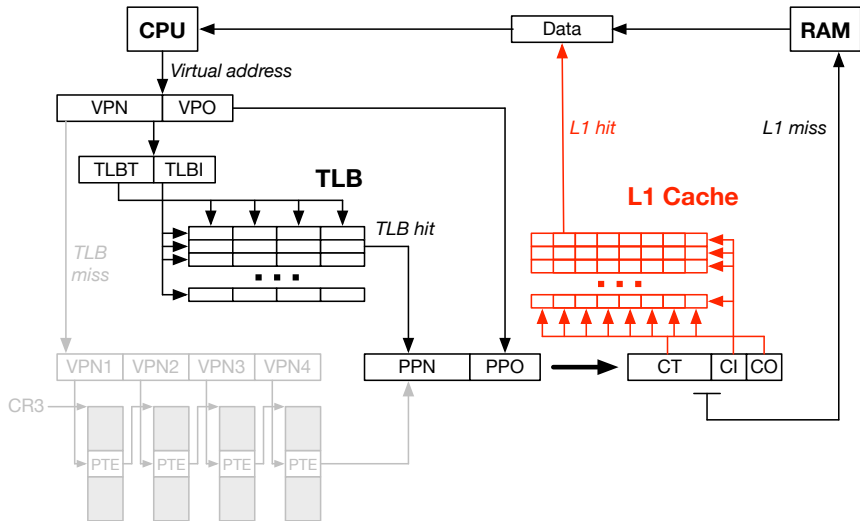 CPU
Data
RAM
Virtual address
VPN VPO
L1 hit
L1 miss
TLBT TLBI
TLB
L1 Cache
TLB hit
TLB
miss
VPN1 VPN2 VPN3 VPN4
PPN PPO
CT CI CO
CR3
PTE PTE PTE PTE